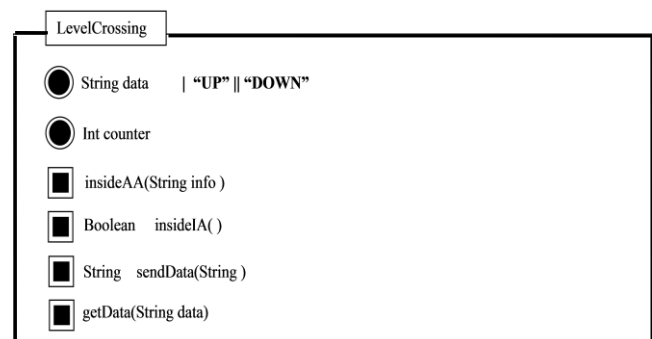 LevelCrossing
String data | “UP” || “DOWN”
Int counter
insideAA(String info )
Boolean insideIA( )
String sendData(String )
getData(String data)